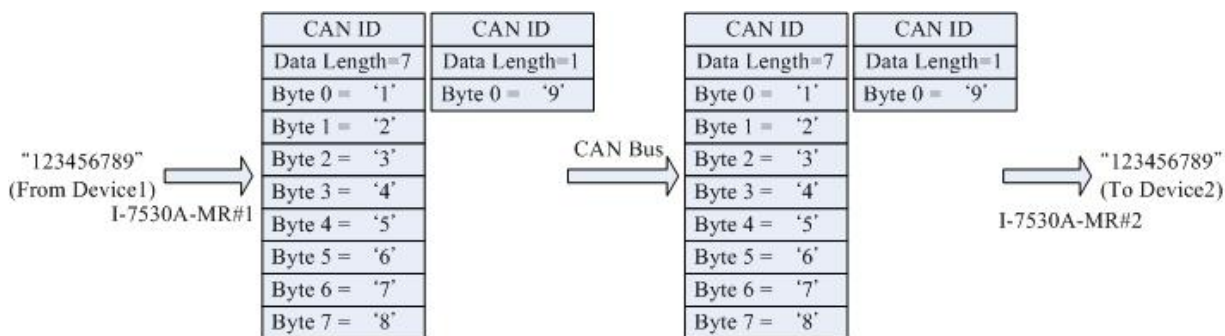 "123456789"
(From Device1)
I-7530A-MR#1
CAN ID
Data Length=7
Byte 0 = ‘1’
Byte 1 = ‘2’
Byte 2 = ‘3’
Byte 3 = ‘4’
Byte 4 = ‘5’
Byte 5 = ‘6’
Byte 6 = ‘7’
Byte 7 = ‘8’
CAN ID
Data Length=1
Byte 0 = ‘9’
CAN Bus
CAN ID
Data Length=7
Byte 0 = ‘1’
Byte 1 = ‘2’
Byte 2 = ‘3’
Byte 3 = ‘4’
Byte 4 = ‘5’
Byte 5 = ‘6’
Byte 6 = ‘7’
Byte 7 = ‘8’
CAN ID
Data Length=1
Byte 0 = ‘9’
"123456789"
(To Device2)
I-7530A-MR#2